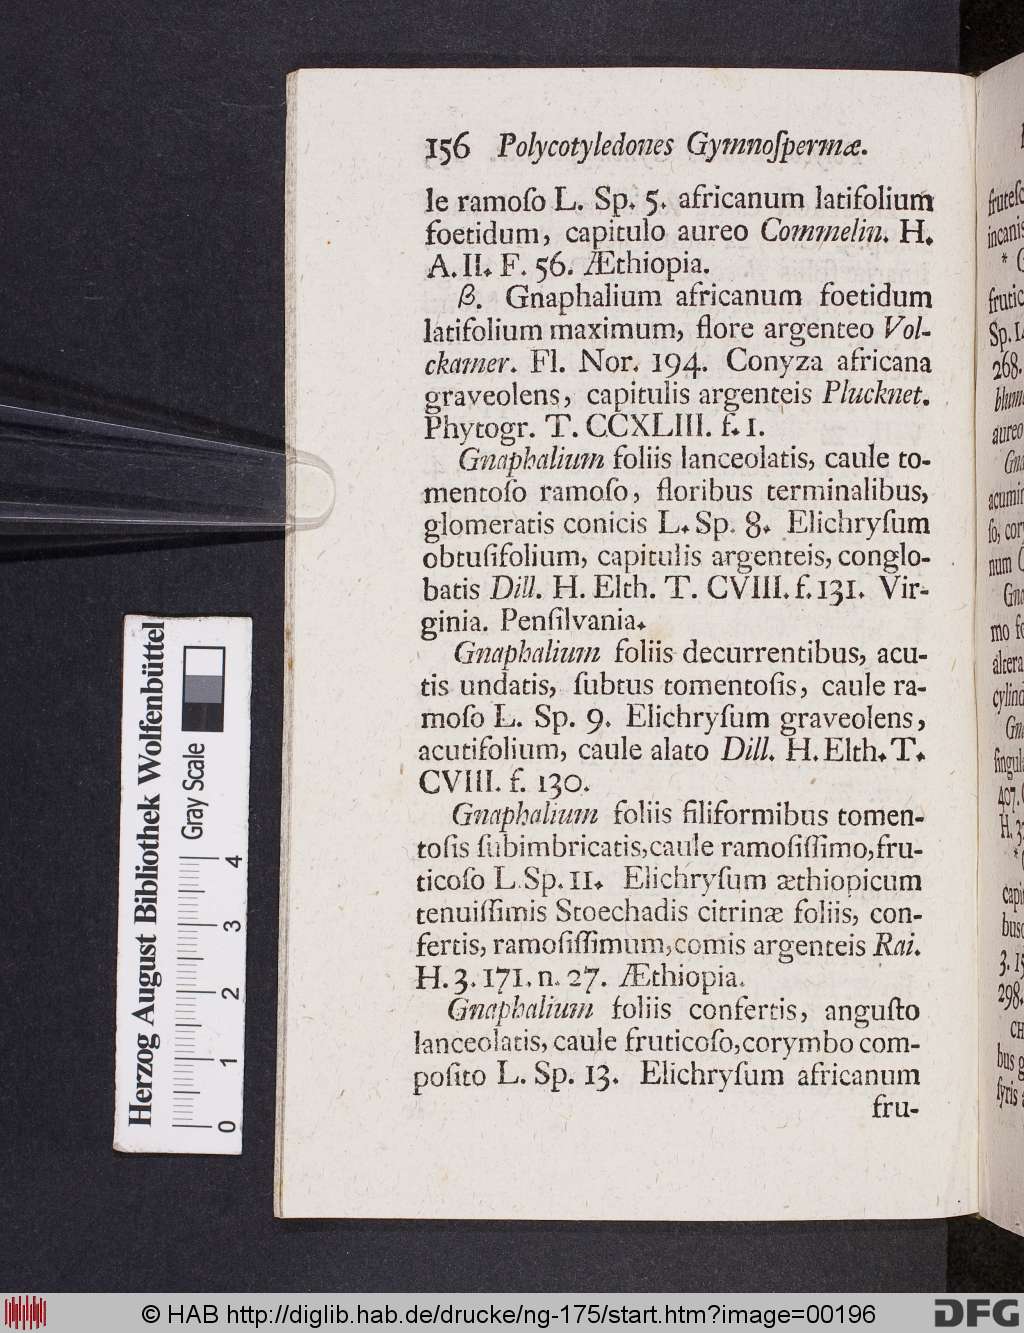 156 Polycotyledones Gymnoſpermæ.
le ramoſo L. Sp. 5. africanum latifolium
foetidum, capitulo aureo Commelin. H.
A. II. F. 56. Æthiopia.
β. Gnaphalium africanum foetidum
latifolium maximum, flore argenteo Vol-
ckamer. Fl. Nor. 194. Conyza africana
graveolens, capitulis argenteis Plucknet.
Phytogr. T. CCXLIII. f. 1.
Gnaphalium foliis lanceolatis, caule to-
mentoſo ramoſo, floribus terminalibus,
glomeratis conicis L. Sp. 8. Elichryſum
obtuſifolium, capitulis argenteis, conglo-
batis Dill. H. Elth. T. CVIII. f. 131. Vir-
ginia. Penſilvania.
Gnaphalium foliis decurrentibus, acu-
tis undatis, ſubtus tomentoſis, caule ra-
moſo L. Sp. 9. Elichryſum graveolens,
acutifolium, caule alato Dill. H. Elth. T.
CVIII. f. 130.
Gnaphalium foliis filiformibus tomen-
toſis ſubimbricatis, caule ramoſiſſimo, fru-
ticoſo L. Sp. 11. Elichryſum æthiopicum
tenuiſſimis Stoechadis citrinæ foliis, con-
fertis, ramoſiſſimum, comis argenteis Rai.
H. 3. 171. n. 27. Æthiopia.
Gnaphalium foliis confertis, anguſto
lanceolatis, caule fruticoſo, corymbo com-
poſito L. Sp. 13. Elichryſum africanum
fru-
Herzog August Bibliothek Wolfenbüttel
Gray Scale
0 1 2 3 4
© HAB http://diglib.hab.de/drucke/ng-175/start.htm?image=00196
DFG